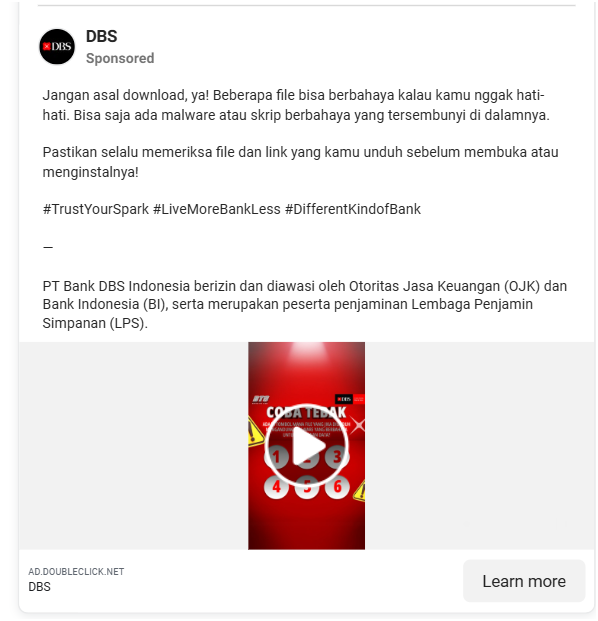 DBS
DBS
Sponsored
Jangan asal download, ya! Beberapa file bisa berbahaya kalau kamu nggak hati-
hati. Bisa saja ada malware atau skrip berbahaya yang tersembunyi di dalamnya.
Pastikan selalu memeriksa file dan link yang kamu unduh sebelum membuka atau
menginstalnya!
#TrustYourSpark #LiveMoreBankLess #DifferentKindofBank
—
PT Bank DBS Indonesia berizin dan diawasi oleh Otoritas Jasa Keuangan (OJK) dan
Bank Indonesia (BI), serta merupakan peserta penjaminan Lembaga Penjamin
Simpanan (LPS).
DBS
COBA TEBAK
1 2 3
4 5 6
AD.DOUBLECLICK.NET
DBS
Learn more